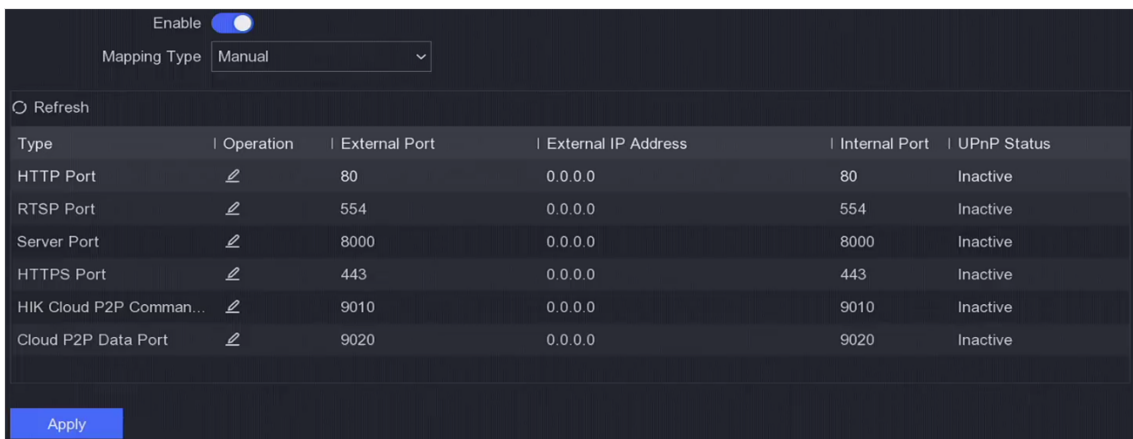 Enable
Mapping Type Manual
Refresh
Type Operation External Port External IP Address Internal Port UPnP Status
HTTP Port 80 0.0.0.0 80 Inactive
RTSP Port 554 0.0.0.0 554 Inactive
Server Port 8000 0.0.0.0 8000 Inactive
HTTPS Port 443 0.0.0.0 443 Inactive
HIK Cloud P2P Comman... 9010 0.0.0.0 9010 Inactive
Cloud P2P Data Port 9020 0.0.0.0 9020 Inactive
Apply